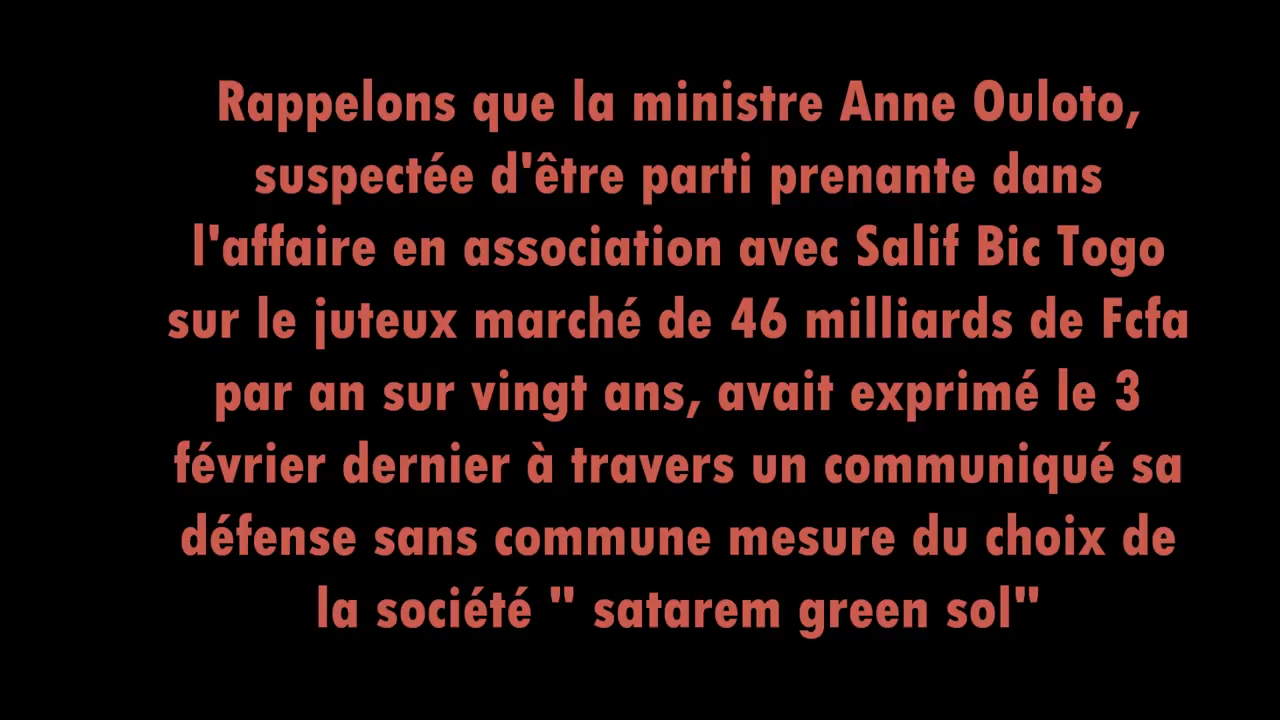 Rappelons que la ministre Anne Ouloto,
suspectée d'être parti prenante dans
l'affaire en association avec Salif Bic Togo
sur le juteux marché de 46 milliards de Fcfa
par an sur vingt ans, avait exprimé le 3
février dernier à travers un communiqué sa
défense sans commune mesure du choix de
la société " satarem green sol"